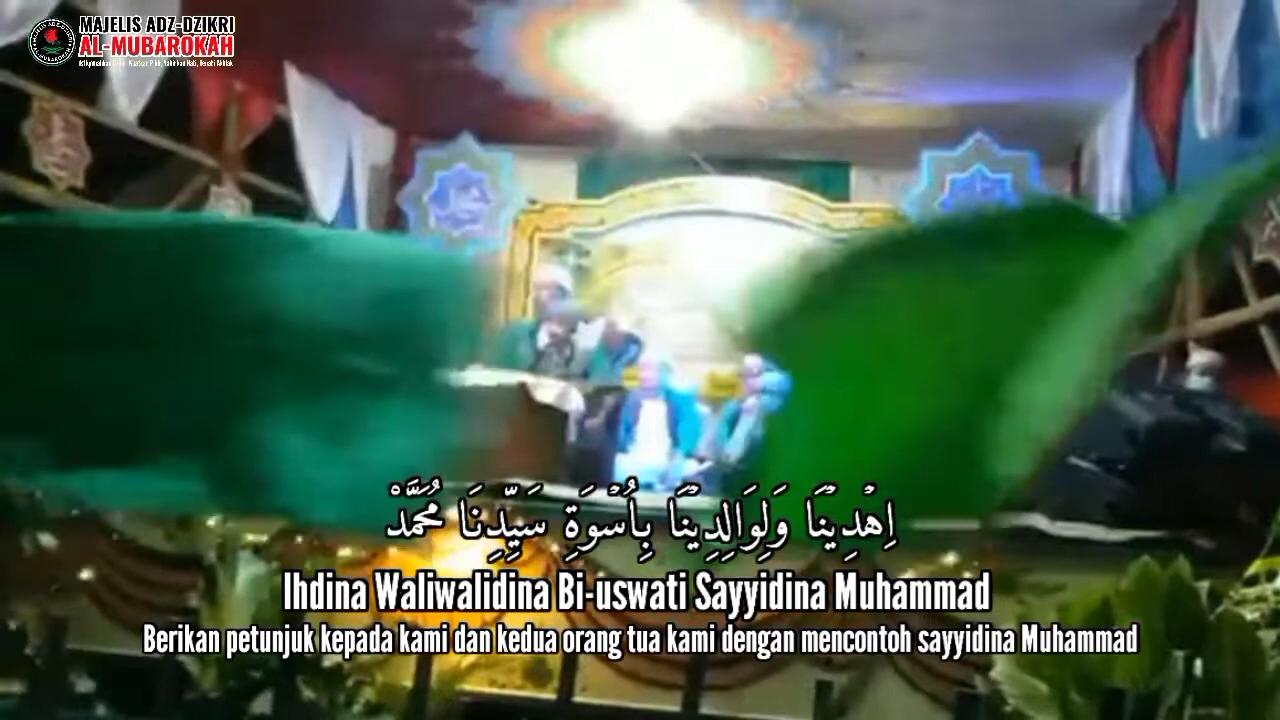 MAJELIS ADZ-DZIKRI
AL-MUBAROKAH
اِهْدِيْنَا وَلِوَالِدِيْنَا بِاُسْوَةِ سَيِّدِنَا مُحَمَّدْ
Ihdina Waliwalidina Bi-uswati Sayyidina Muhammad
Berikan petunjuk kepada kami dan kedua orang tua kami dengan mencontoh sayyidina Muhammad